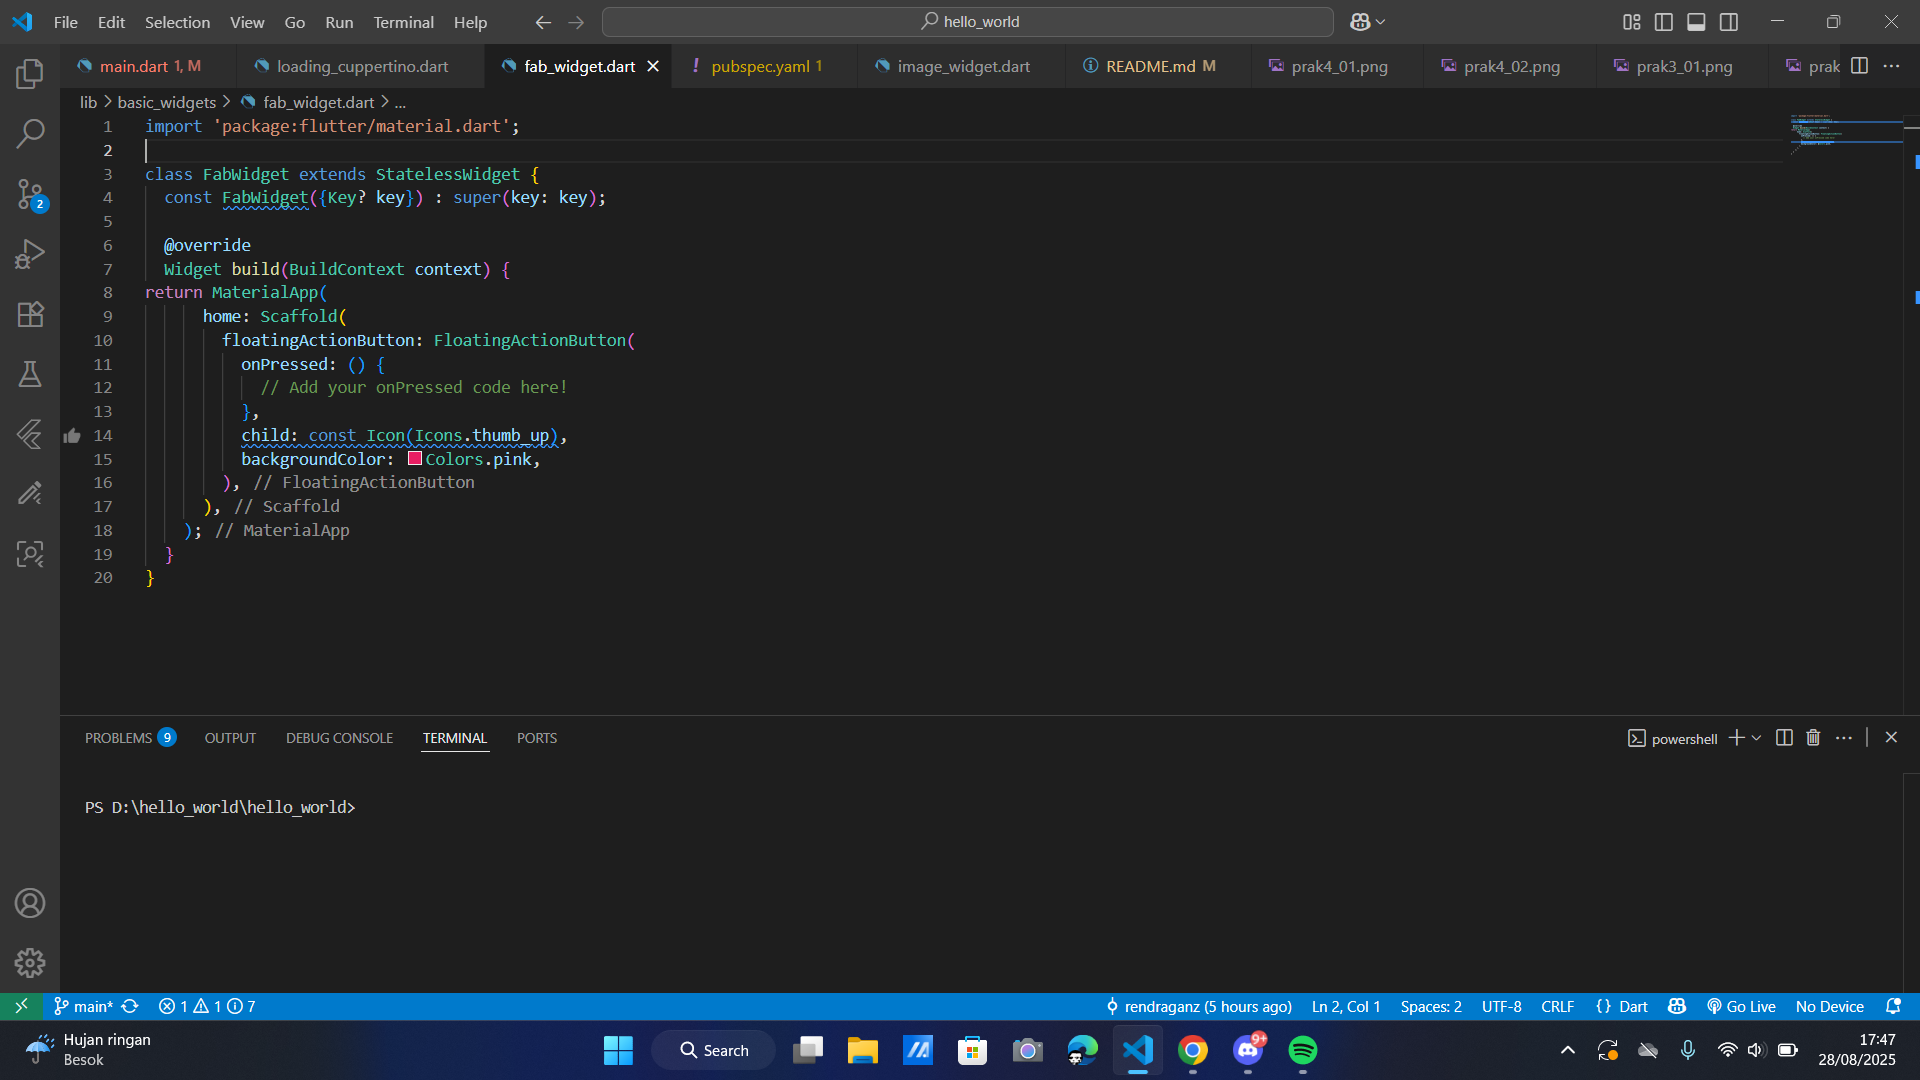 File Edit Selection View Go Run Terminal Help
hello_world
main.dart 1, M
loading_cuppertino.dart
fab_widget.dart
! pubspec.yaml 1
image_widget.dart
README.md M
prak4_01.png
prak4_02.png
prak3_01.png
prak
lib > basic_widgets > fab_widget.dart > ...
1 import 'package:flutter/material.dart';
2
3 class FabWidget extends StatelessWidget {
4 const FabWidget({Key? key}) : super(key: key);
5
6 @override
7 Widget build(BuildContext context) {
8 return MaterialApp(
9 home: Scaffold(
10 floatingActionButton: FloatingActionButton(
11 onPressed: () {
12 // Add your onPressed code here!
13 },
14 child: const Icon(Icons.thumb_up),
15 backgroundColor: Colors.pink,
16 ), // FloatingActionButton
17 ), // Scaffold
18 ); // MaterialApp
19 }
20 }
2
PROBLEMS 9 OUTPUT DEBUG CONSOLE TERMINAL PORTS
powershell
PS D:\hello_world\hello_world>
main* 1 1 7
rendraganz (5 hours ago) Ln 2, Col 1 Spaces: 2 UTF-8 CRLF {} Dart Go Live No Device
Hujan ringan
Besok
Search
9+
17:47
28/08/2025